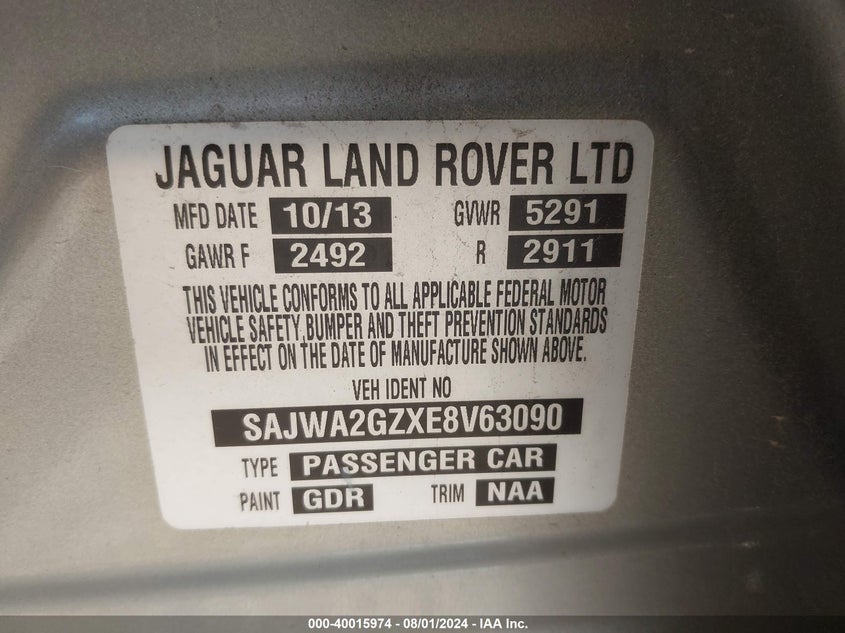 JAGUAR LAND ROVER LTD
MFD DATE 10/13 GVWR 5291
GAWR F 2492 R 2911
THIS VEHICLE CONFORMS TO ALL APPLICABLE FEDERAL MOTOR
VEHICLE SAFETY, BUMPER AND THEFT PREVENTION STANDARDS
IN EFFECT ON THE DATE OF MANUFACTURE SHOWN ABOVE.
VEH IDENT NO
SAJWA2GZXE8V63090
TYPE PASSENGER CAR
PAINT GDR TRIM NAA
000-40015974 - 08/01/2024 - IAA Inc.